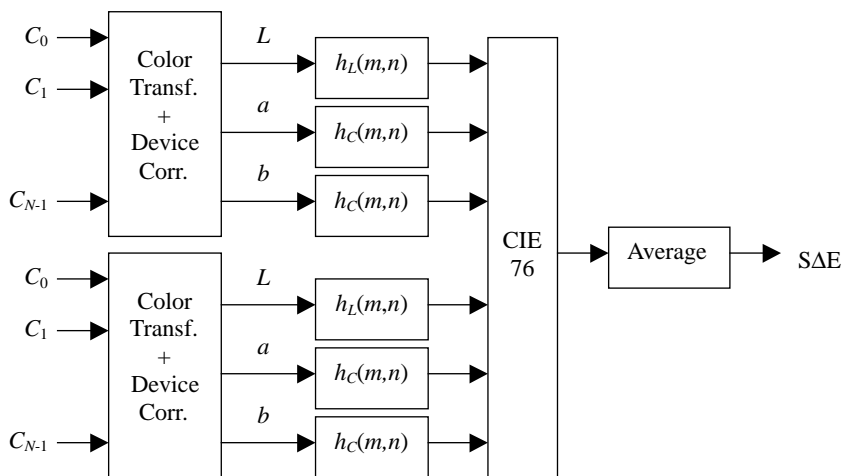 C0
C1
CN-1
Color
Transf.
+
Device
Corr.
L
a
b
hL(m,n)
hC(m,n)
hC(m,n)
C0
C1
CN-1
Color
Transf.
+
Device
Corr.
L
a
b
hL(m,n)
hC(m,n)
hC(m,n)
CIE
76
Average
SΔE